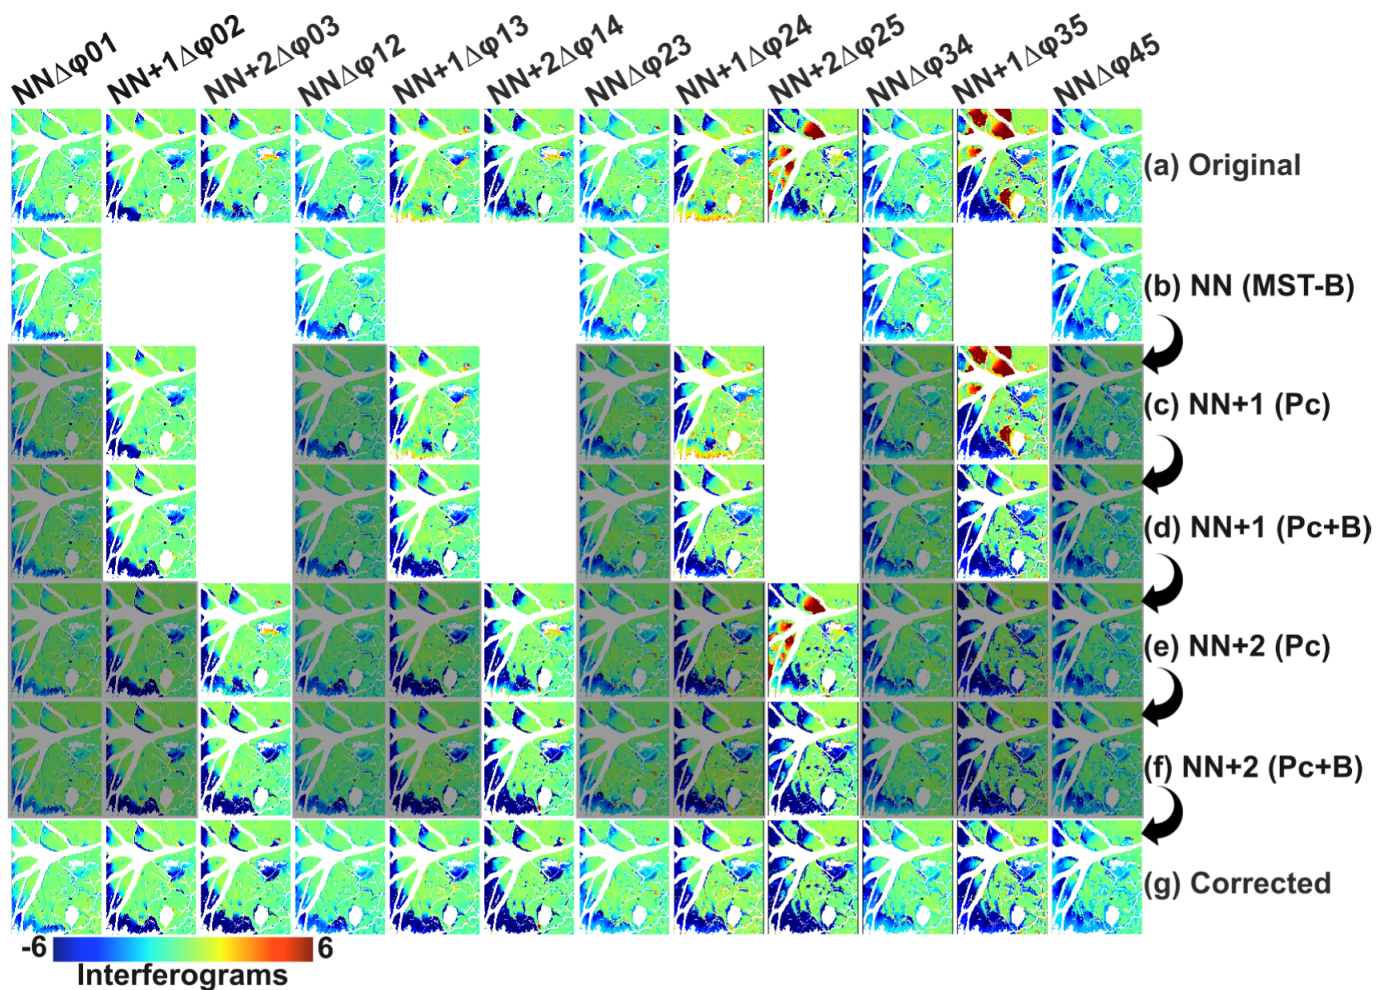 NNΔφ01
NN+1Δφ02
NN+2Δφ03
NNΔφ12
NN+1Δφ13
NN+2Δφ14
NNΔφ23
NN+1Δφ24
NN+2Δφ25
NNΔφ34
NN+1Δφ35
NNΔφ45
(a) Original
(b) NN (MST-B)
(c) NN+1 (Pc)
(d) NN+1 (Pc+B)
(e) NN+2 (Pc)
(f) NN+2 (Pc+B)
(g) Corrected
-6 6
Interferograms